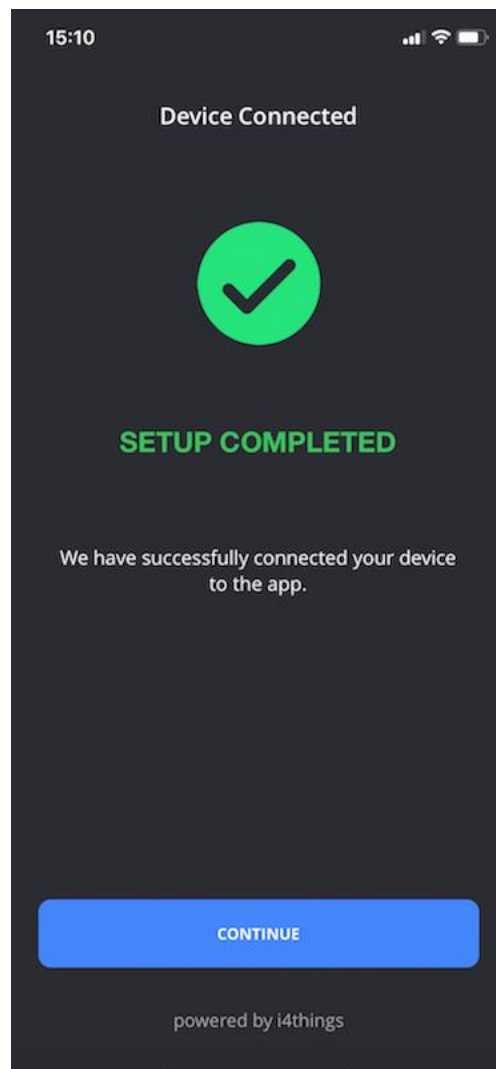 15:10
Device Connected
SETUP COMPLETED
We have successfully connected your device
to the app.
CONTINUE
powered by i4things